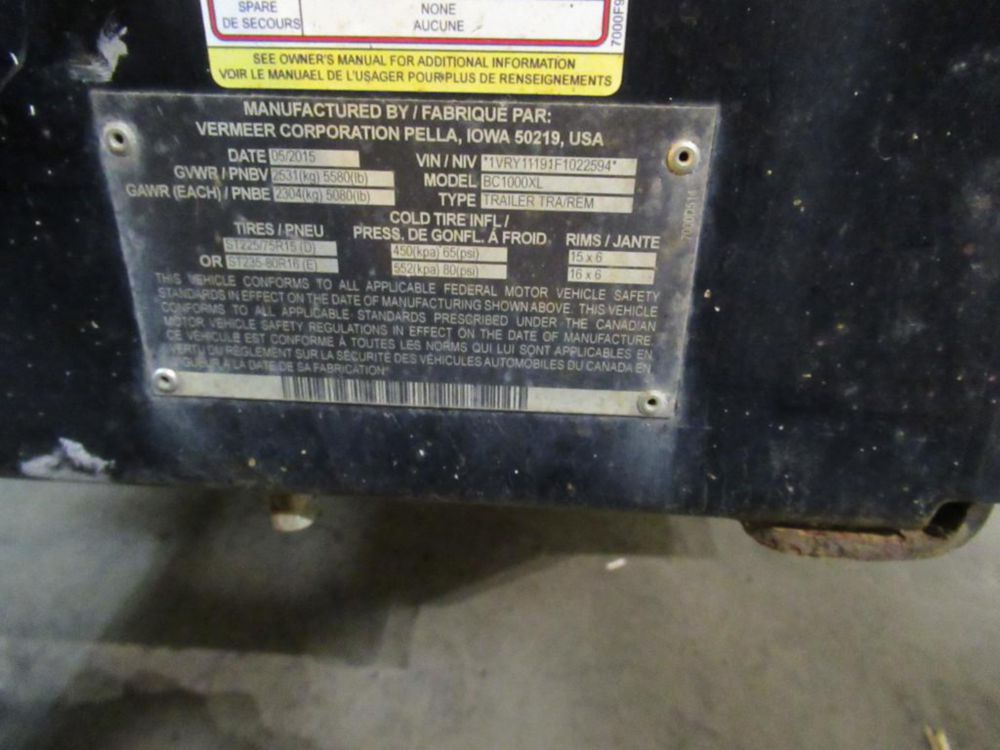 SPARE NONE
DE SECOURS AUCUNE
7000F9
SEE OWNER'S MANUAL FOR ADDITIONAL INFORMATION
VOIR LE MANUAEL DE L'USAGER POUR PLUS DE RENSEIGNEMENTS
MANUFACTURED BY / FABRIQUÉ PAR:
VERMEER CORPORATION PELLA, IOWA 50219, USA
DATE 05/2015 VIN / NIV *1VRY11191F1022594*
GVWR / PNBV 2531(kg) 5580(lb) MODEL BC1000XL
GAWR (EACH) / PNBE 2304(kg) 5080(lb) TYPE TRAILER TRA/REM
TIRES / PNEU COLD TIRE INFL / PRESS. DE GONFL. À FROID RIMS / JANTE
ST225/75R15 (D) 450(kpa) 65(psi) 15 x 6
OR ST235-80R16 (E) 552(kpa) 80(psi) 16 x 6
THIS VEHICLE CONFORMS TO ALL APPLICABLE FEDERAL MOTOR VEHICLE SAFETY
STANDARDS IN EFFECT ON THE DATE OF MANUFACTURING SHOWN ABOVE. THIS VEHICLE
CONFORMS TO ALL APPLICABLE STANDARDS PRESCRIBED UNDER THE CANADIAN
MOTOR VEHICLE SAFETY REGULATIONS IN EFFECT ON THE DATE OF MANUFACTURE.
CE VÉHICULE EST CONFORME À TOUTES LES NORMS QUI LUI SONT APPLICABLES EN
VERTU DU RÈGLEMENT SUR LA SÉCURITÉ DES VÉHICULES AUTOMOBILES DU CANADA EN
À LA DATE DE SA FABRICATION"